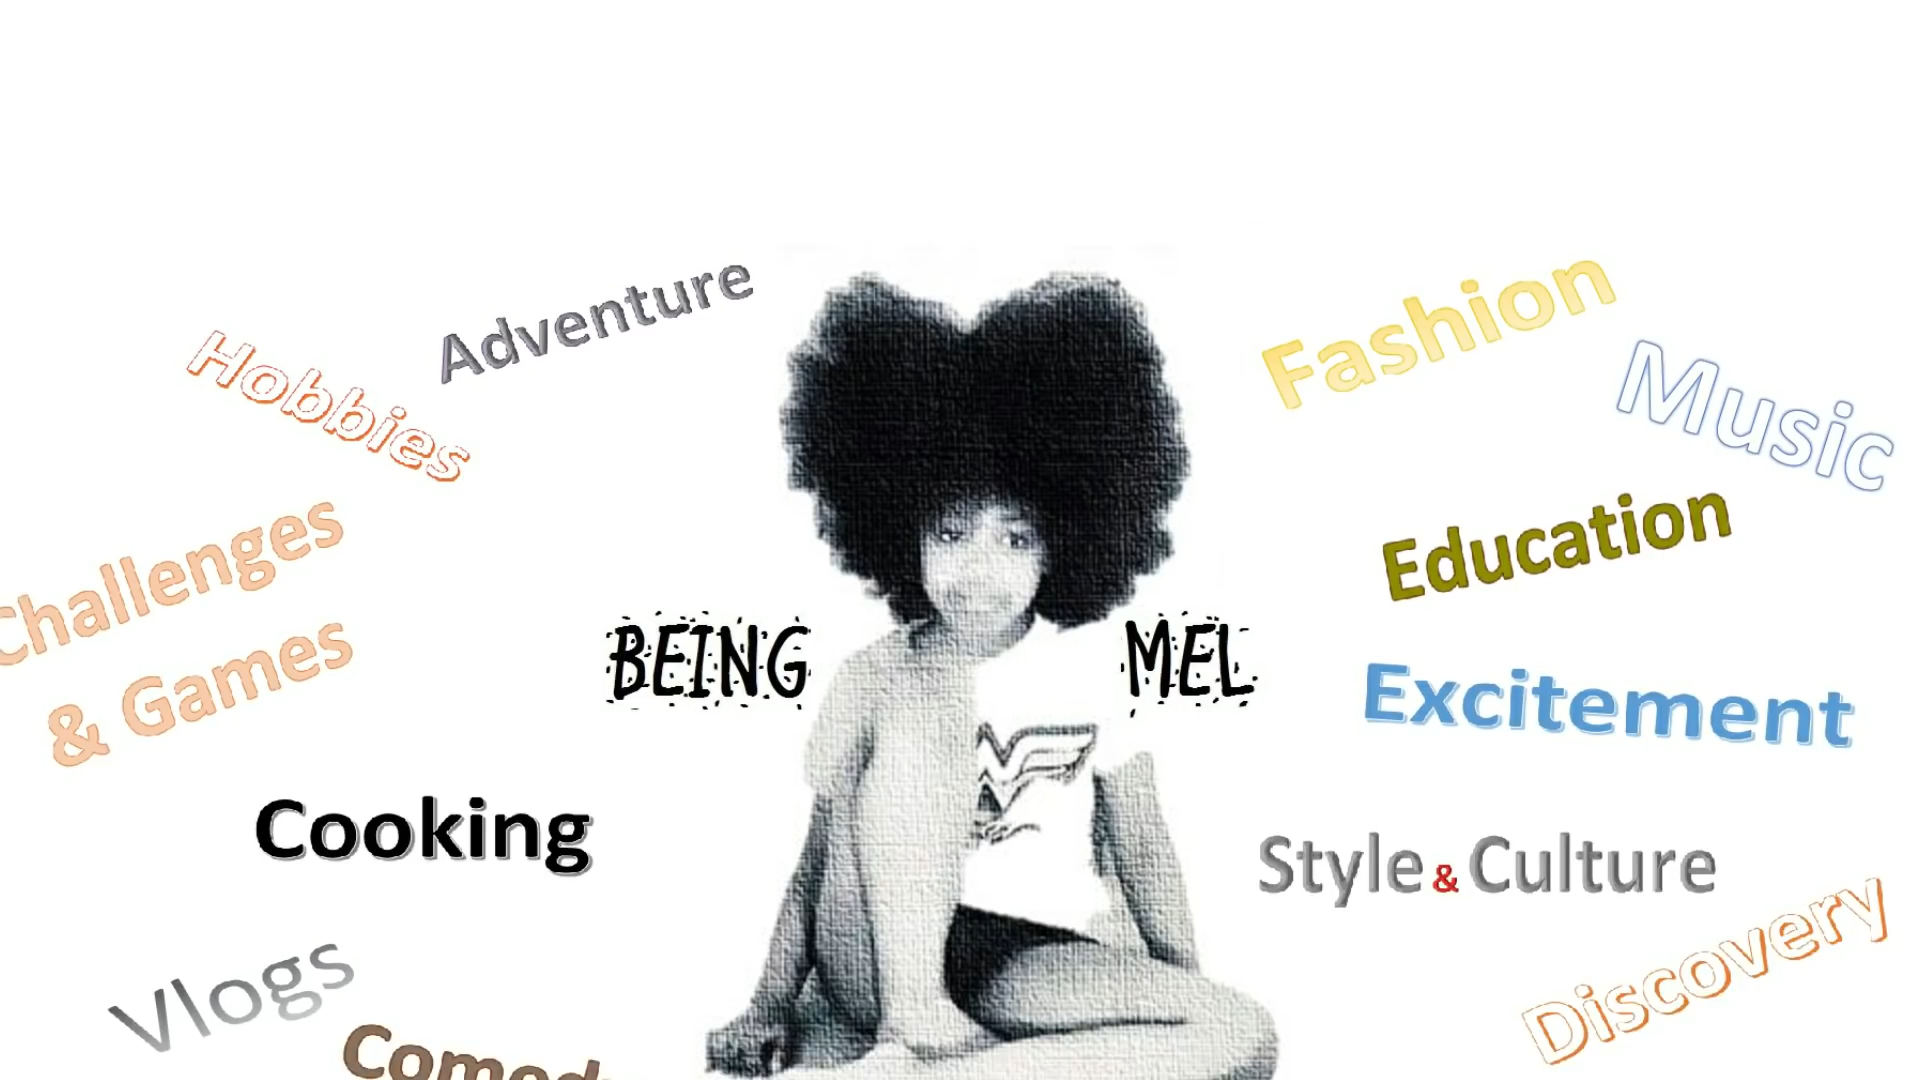 Adventure
Hobbies
Challenges
& Games
BEING MEL
Cooking
Vlogs
Fashion
Music
Education
Excitement
Style & Culture
Discovery